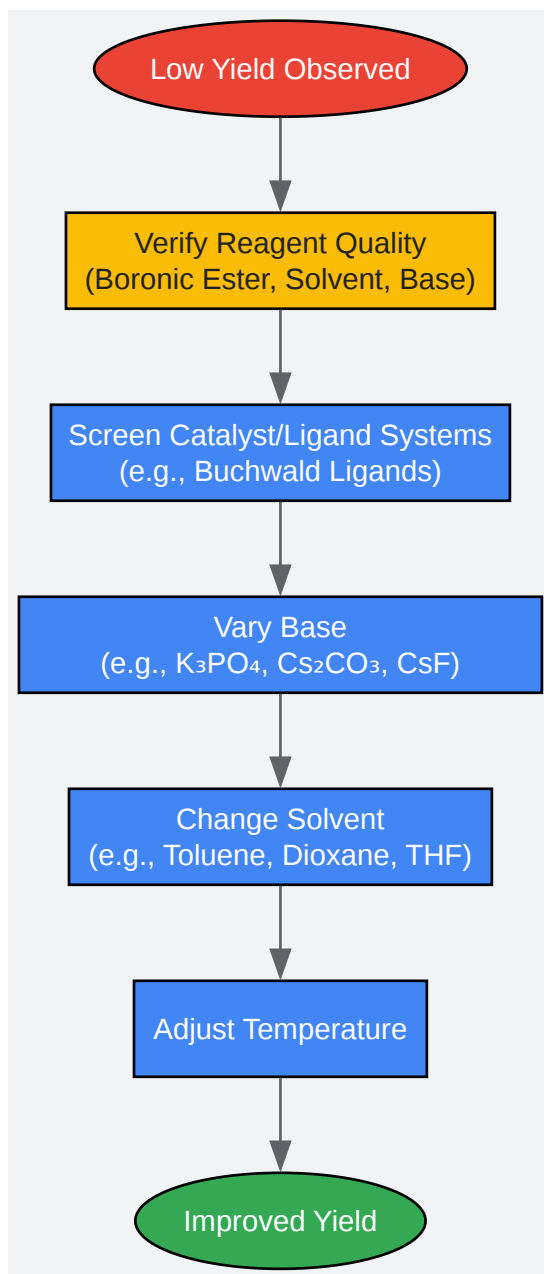 Low Yield Observed
Verify Reagent Quality
(Boronic Ester, Solvent, Base)
Screen Catalyst/Ligand Systems
(e.g., Buchwald Ligands)
Vary Base
(e.g., K₃PO₄, Cs₂CO₃, CsF)
Change Solvent
(e.g., Toluene, Dioxane, THF)
Adjust Temperature
Improved Yield